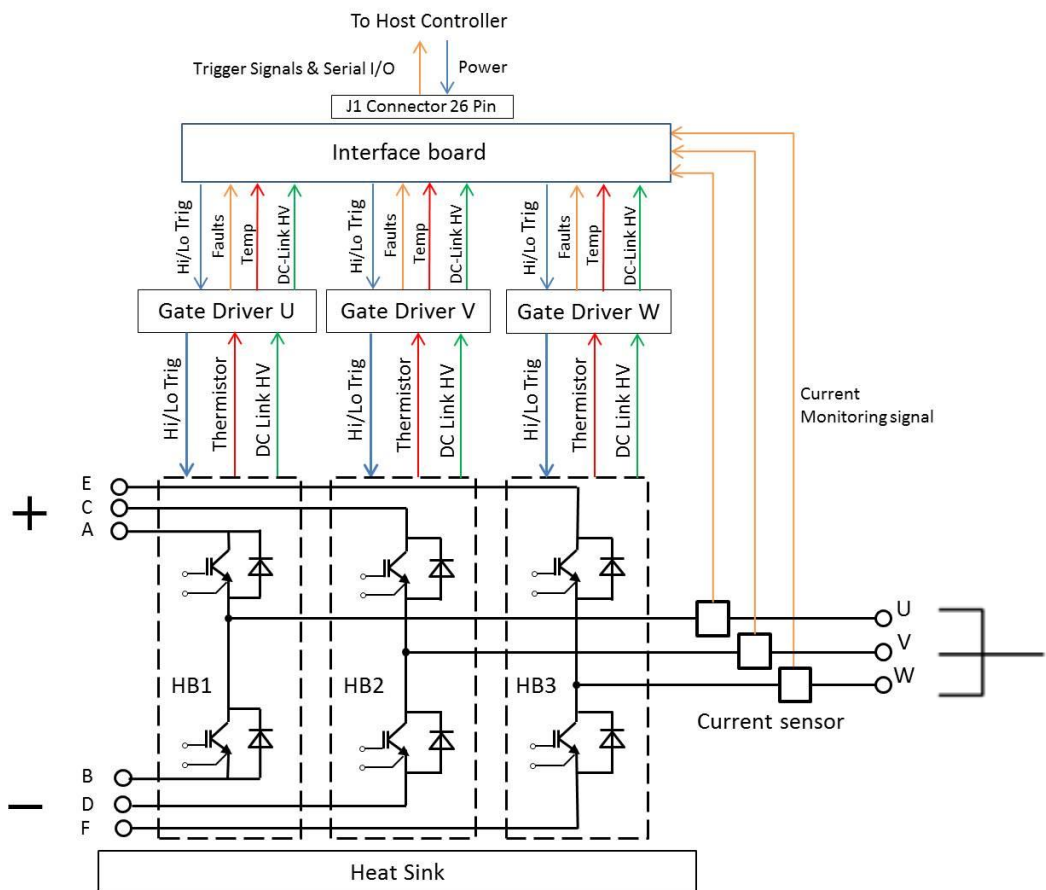 To Host Controller
Trigger Signals & Serial I/O
Power
J1 Connector 26 Pin
Interface board
Hi/Lo Trig
Faults
Temp
DC-Link HV
Hi/Lo Trig
Faults
Temp
DC-Link HV
Hi/Lo Trig
Faults
Temp
DC-Link HV
Gate Driver U
Gate Driver V
Gate Driver W
Hi/Lo Trig
Thermistor
DC Link HV
Hi/Lo Trig
Thermistor
DC Link HV
Hi/Lo Trig
Thermistor
DC Link HV
Current
Monitoring signal
E
C
A
+
U
V
W
HB1
HB2
HB3
Current sensor
B
D
F
−
Heat Sink